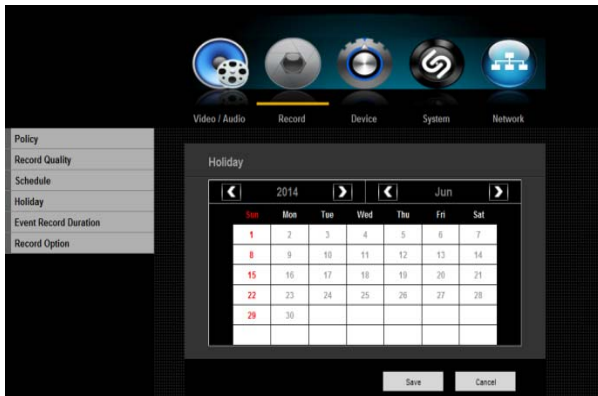 Video / Audio Record Device System Network
Policy
Record Quality
Schedule
Holiday
Event Record Duration
Record Option
Holiday
2014 Jun
Sun Mon Tue Wed Thu Fri Sat
1 2 3 4 5 6 7
8 9 10 11 12 13 14
15 16 17 18 19 20 21
22 23 24 25 26 27 28
29 30
Save Cancel